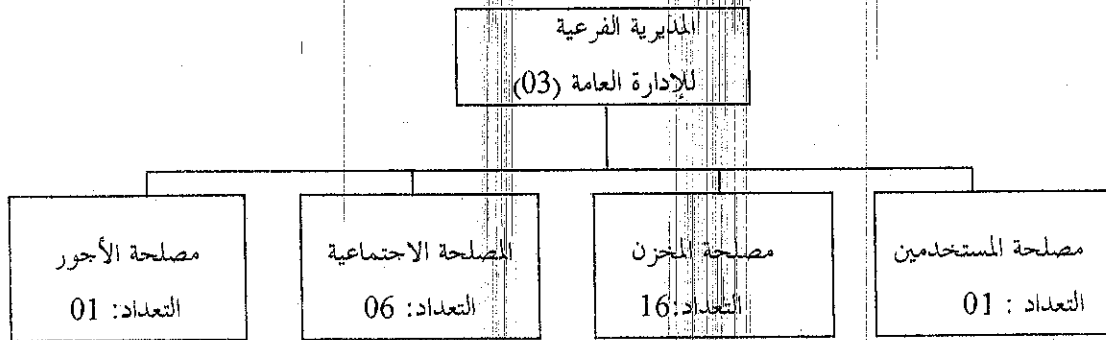 المديرية الفرعية
للإدارة العامة (03)
مصلحة المستخدمين
التعداد : 01
مصلحة المخزن
التعداد:16
المصلحة الاجتماعية
التعداد: 06
مصلحة الأجور
التعداد: 01